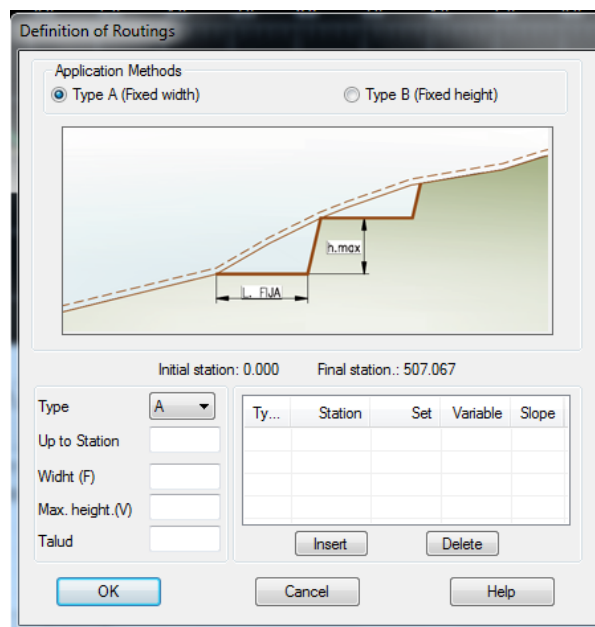 Definition of Routings
Application Methods
Type A (Fixed width) Type B (Fixed height)
h.max
L. FIJA
Initial station: 0.000 Final station.: 507.067
Type A
Ty... Station Set Variable Slope
Up to Station
Widht (F)
Max. height.(V)
Talud
Insert Delete
OK Cancel Help